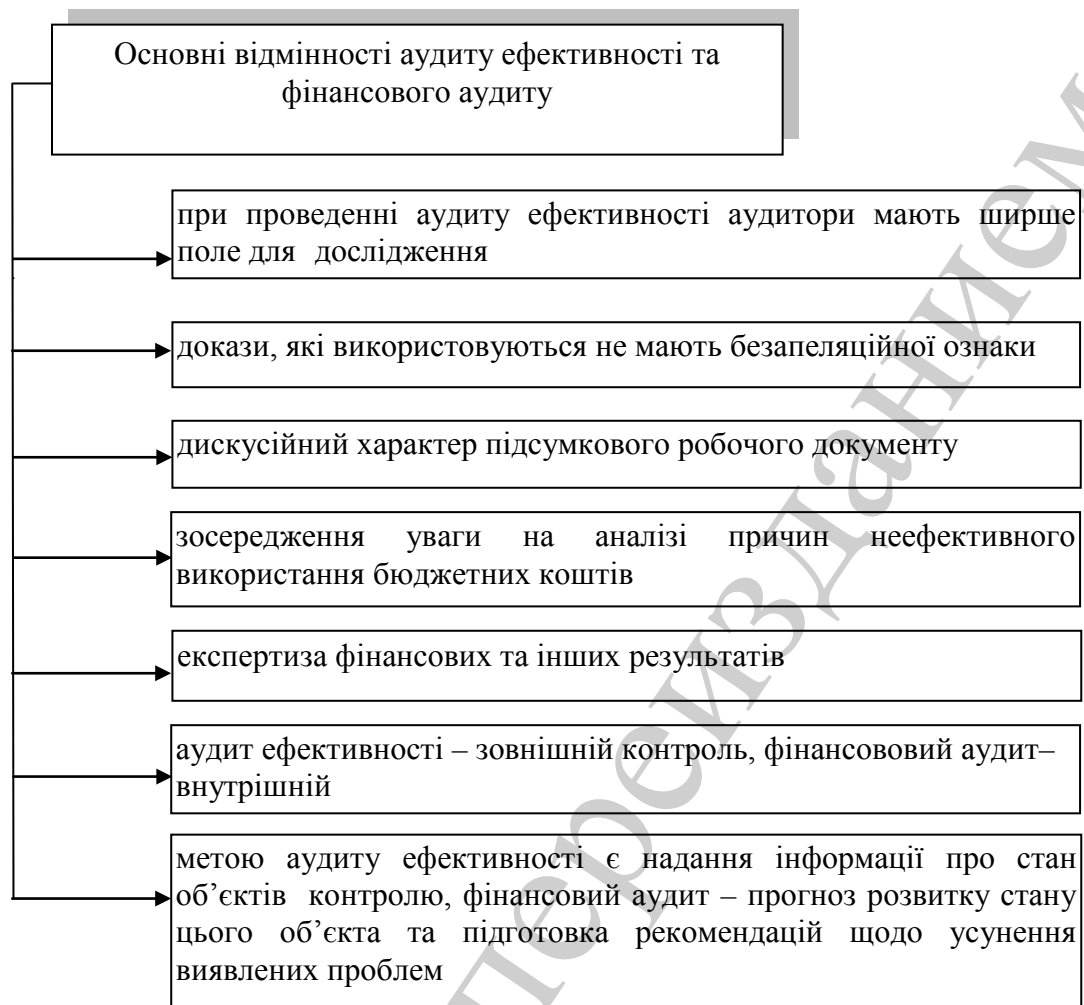 Основні відмінності аудиту ефективності та
фінансового аудиту
при проведенні аудиту ефективності аудитори мають ширше
поле для дослідження
докази, які використовуються не мають безапеляційної ознаки
дискусійний характер підсумкового робочого документу
зосередження уваги на аналізі причин неефективного
використання бюджетних коштів
експертиза фінансових та інших результатів
аудит ефективності – зовнішній контроль, фінансововий аудит–
внутрішній
метою аудиту ефективності є надання інформації про стан
об’єктів контролю, фінансовий аудит – прогноз розвитку стану
цього об’єкта та підготовка рекомендацій щодо усунення
виявлених проблем
переизданием